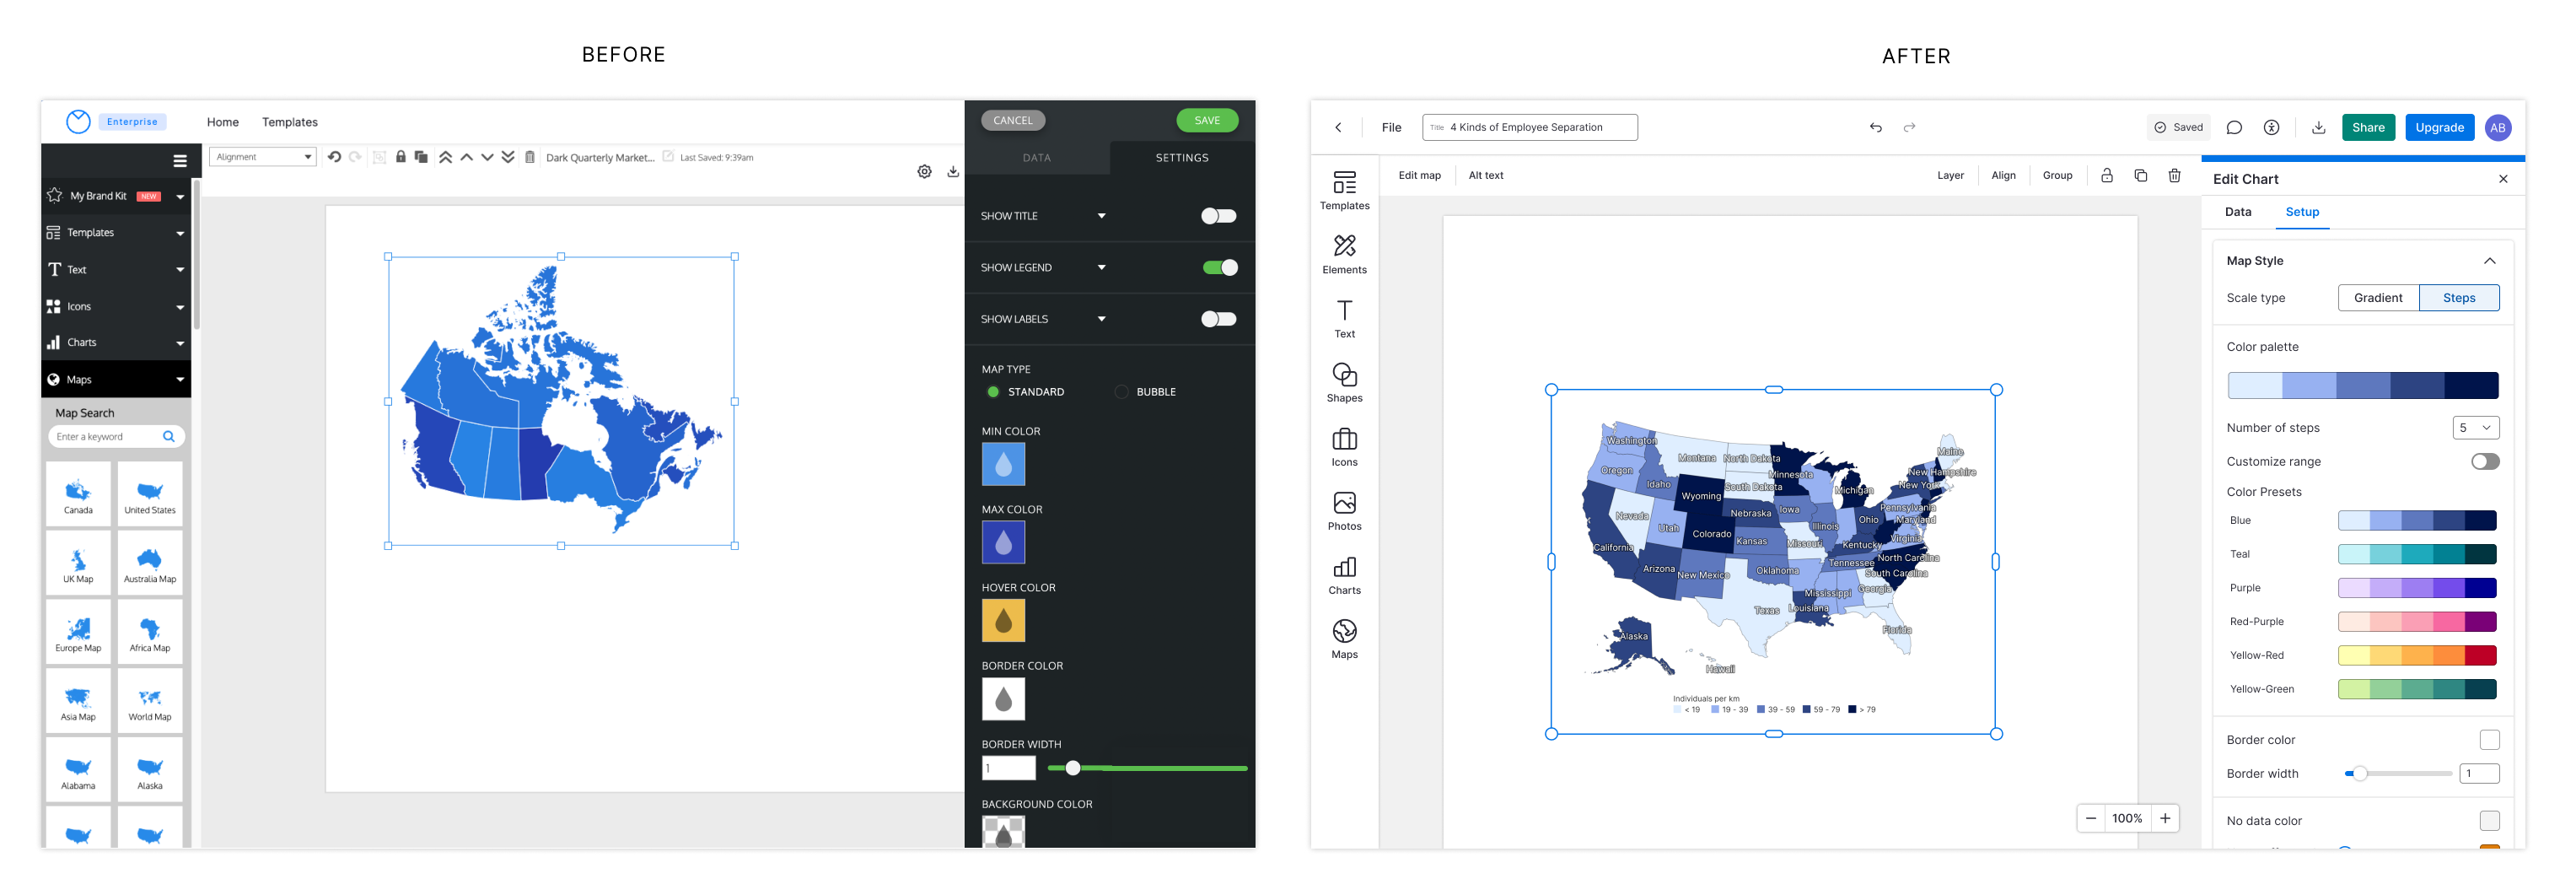 BEFORE
Enterprise
Home
Templates
Alignment
Dark Quarterly Market...
Last Saved: 9:39am
My Brand Kit
NEW
Templates
Text
Icons
Charts
Maps
Map Search
Enter a keyword
Canada
United States
UK Map
Australia Map
Europe Map
Africa Map
Asia Map
World Map
Alabama
Alaska
CANCEL
SAVE
DATA
SETTINGS
SHOW TITLE
SHOW LEGEND
SHOW LABELS
MAP TYPE
STANDARD
BUBBLE
MIN COLOR
MAX COLOR
HOVER COLOR
BORDER COLOR
BORDER WIDTH
1
BACKGROUND COLOR
AFTER
File
Title 4 Kinds of Employee Separation
Saved
Share
Upgrade
AB
Templates
Elements
Text
Shapes
Icons
Photos
Charts
Maps
Edit map
Alt text
Layer
Align
Group
Washington
Oregon
Idaho
Montana
North Dakota
South Dakota
Minnesota
Wyoming
Nebraska
Iowa
Michigan
Maine
New Hampshire
New York
Pennsylvania
Maryland
Ohio
Illinois
Nevada
Utah
Colorado
Kansas
Missouri
Kentucky
Virginia
California
Arizona
New Mexico
Oklahoma
Tennessee
North Carolina
South Carolina
Mississippi
Georgia
Texas
Louisiana
Florida
Alaska
Hawaii
Individuals per km
< 19
19 - 39
39 - 59
59 - 79
> 79
100%
Edit Chart
Data
Setup
Map Style
Scale type
Gradient
Steps
Color palette
Number of steps
5
Customize range
Color Presets
Blue
Teal
Purple
Red-Purple
Yellow-Red
Yellow-Green
Border color
Border width
1
No data color